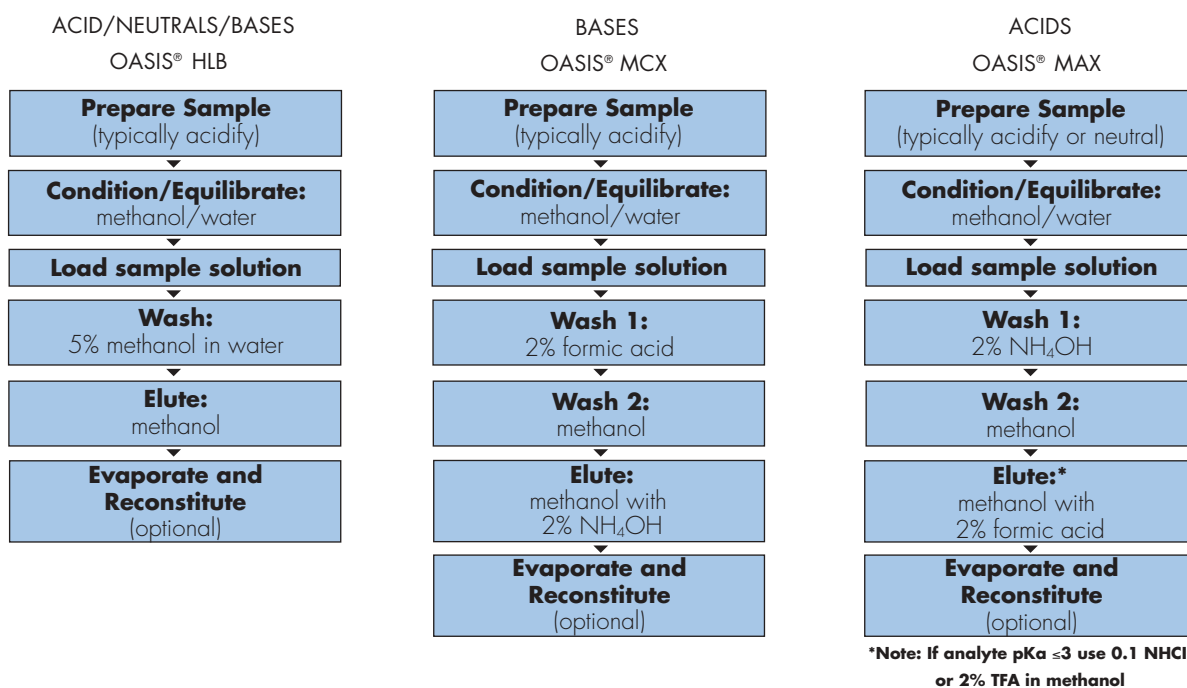 ACID/NEUTRALS/BASES
OASIS® HLB
Prepare Sample
(typically acidify)
Condition/Equilibrate:
methanol/water
Load sample solution
Wash:
5% methanol in water
Elute:
methanol
Evaporate and
Reconstitute
(optional)
BASES
OASIS® MCX
Prepare Sample
(typically acidify)
Condition/Equilibrate:
methanol/water
Load sample solution
Wash 1:
2% formic acid
Wash 2:
methanol
Elute:
methanol with
2% NH₄OH
Evaporate and
Reconstitute
(optional)
ACIDS
OASIS® MAX
Prepare Sample
(typically acidify or neutral)
Condition/Equilibrate:
methanol/water
Load sample solution
Wash 1:
2% NH₄OH
Wash 2:
methanol
Elute:*
methanol with
2% formic acid
Evaporate and
Reconstitute
(optional)
*Note: If analyte pKa ≤3 use 0.1 NHCl
or 2% TFA in methanol